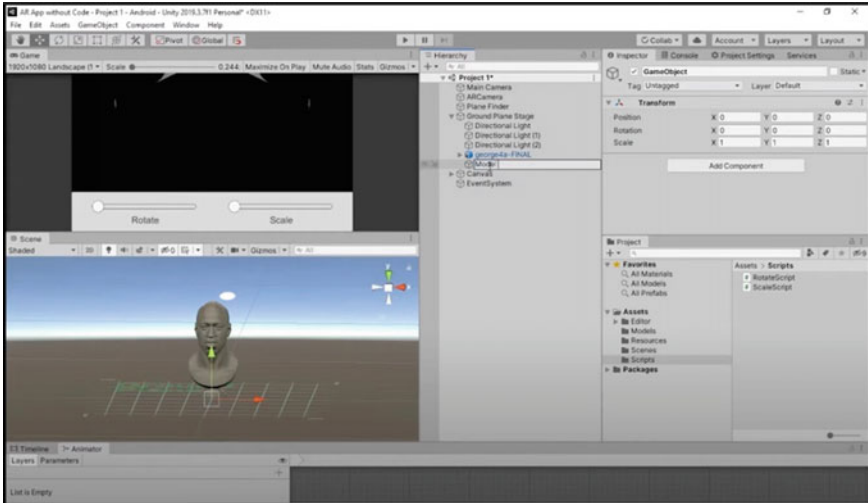 AR App without Code - Project 1 - Android - Unity 2019.3.7f1 Personal* <DX11>
File Edit Assets GameObject Component Window Help
Pivot Global Collab Account Layers Layout
Game
Scale 0.244 Maximize On Play Mute Audio Stats Gizmos
Rotate Scale
Scene
Shaded 2D Gizmos All
Hierarchy
All
Project 1*
Main Camera
ARCamera
Plane Finder
Ground Plane Stage
Directional Light
Directional Light (1)
Directional Light (2)
george4a-FINAL
Canvas
EventSystem
Inspector Console Project Settings Services
GameObject Static
Tag Untagged Layer Default
Transform
Position X 0 Y 0 Z 0
Rotation X 0 Y 0 Z 0
Scale X 1 Y 1 Z 1
Add Component
Project
Favorites
All Materials
All Models
All Prefabs
Assets
Editor
Models
Resources
Scenes
Scripts
Packages
Assets > Scripts
RotateScript
ScaleScript
Timeline Animator
Layers Parameters
List is Empty